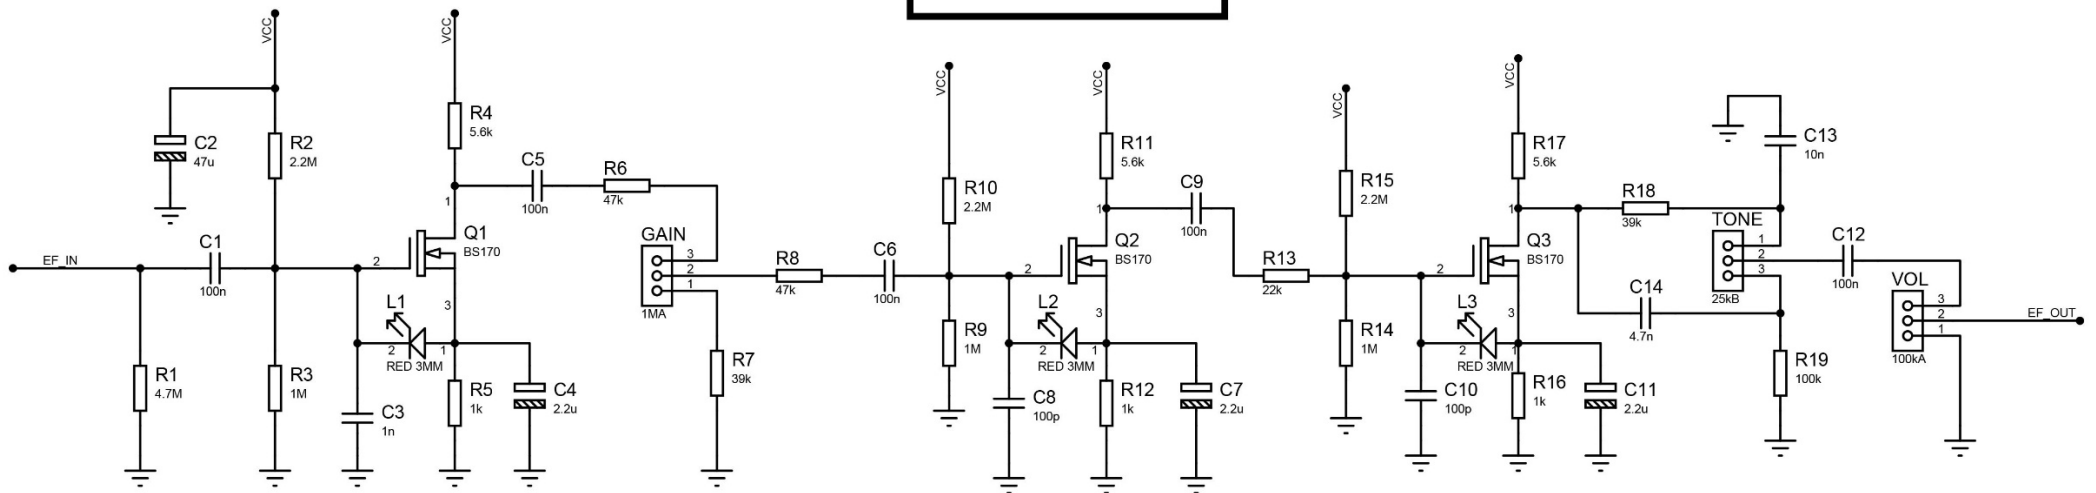 VCC
C2
47u
R2
2.2M
R4
5.6k
C5
100n
R6
47k
1
EF_IN
C1
100n
2
Q1
BS170
GAIN
3
2
1
1MA
R8
47k
C6
100n
L1
2
1
RED 3MM
3
R1
4.7M
R3
1M
C3
1n
R5
1k
C4
2.2u
R7
39k
VCC
VCC
R10
2.2M
R11
5.6k
C9
100n
1
2
Q2
BS170
R13
22k
L2
2
1
RED 3MM
3
R9
1M
C8
100p
R12
1k
C7
2.2u
VCC
R15
2.2M
VCC
R17
5.6k
1
R18
39k
C13
10n
2
Q3
BS170
TONE
1
2
3
25kB
C12
100n
L3
2
1
RED 3MM
3
C14
4.7n
VOL
3
2
1
100kA
EF_OUT
R14
1M
C10
100p
R16
1k
C11
2.2u
R19
100k
VCC